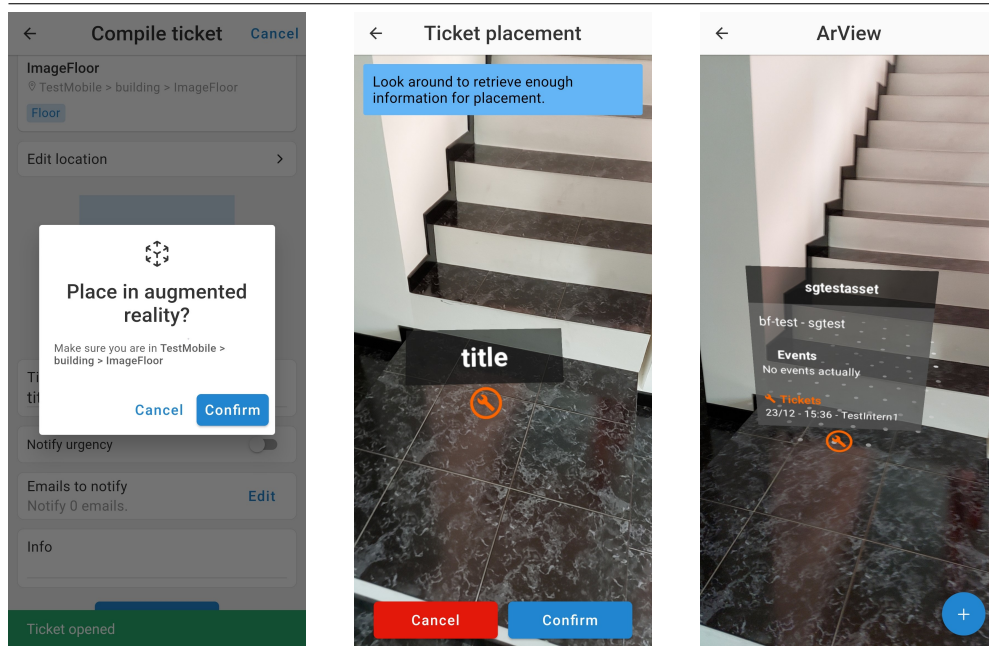 Compile ticket
Cancel
ImageFloor
TestMobile > building > ImageFloor
Floor
Edit location
Place in augmented
reality?
Make sure you are in TestMobile >
building > ImageFloor
Cancel
Confirm
Ti
tit
Notify urgency
Emails to notify
Notify 0 emails.
Edit
Info
Ticket opened
Ticket placement
Look around to retrieve enough
information for placement.
title
Cancel
Confirm
ArView
sgtestasset
bf-test - sgtest
Events
No events actually
Tickets
23/12 - 15:36 - TestIntern1
+